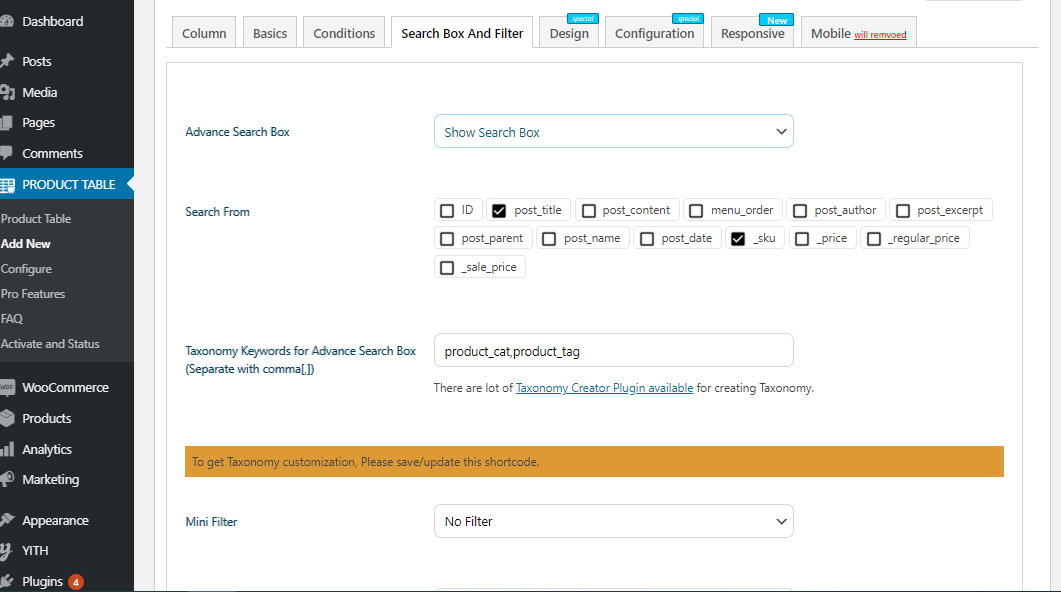 Dashboard
Posts
Media
Pages
Comments
PRODUCT TABLE
Product Table
Add New
Configure
Pro Features
FAQ
Activate and Status
WOO WooCommerce
Products
Analytics
Marketing
Appearance
YITH
Plugins 4
special special New
Column Basics Conditions Search Box And Filter Design Configuration Responsive Mobile will remvoed
Advance Search Box Show Search Box
Search From ID post_title post_content menu_order post_author post_excerpt
post_parent post_name post_date _sku _price _regular_price
_sale_price
Taxonomy Keywords for Advance Search Box product_cat,product_tag
(Separate with comma[,])
There are lot of Taxonomy Creator Plugin available for creating Taxonomy.
To get Taxonomy customization, Please save/update this shortcode.
Mini Filter No Filter